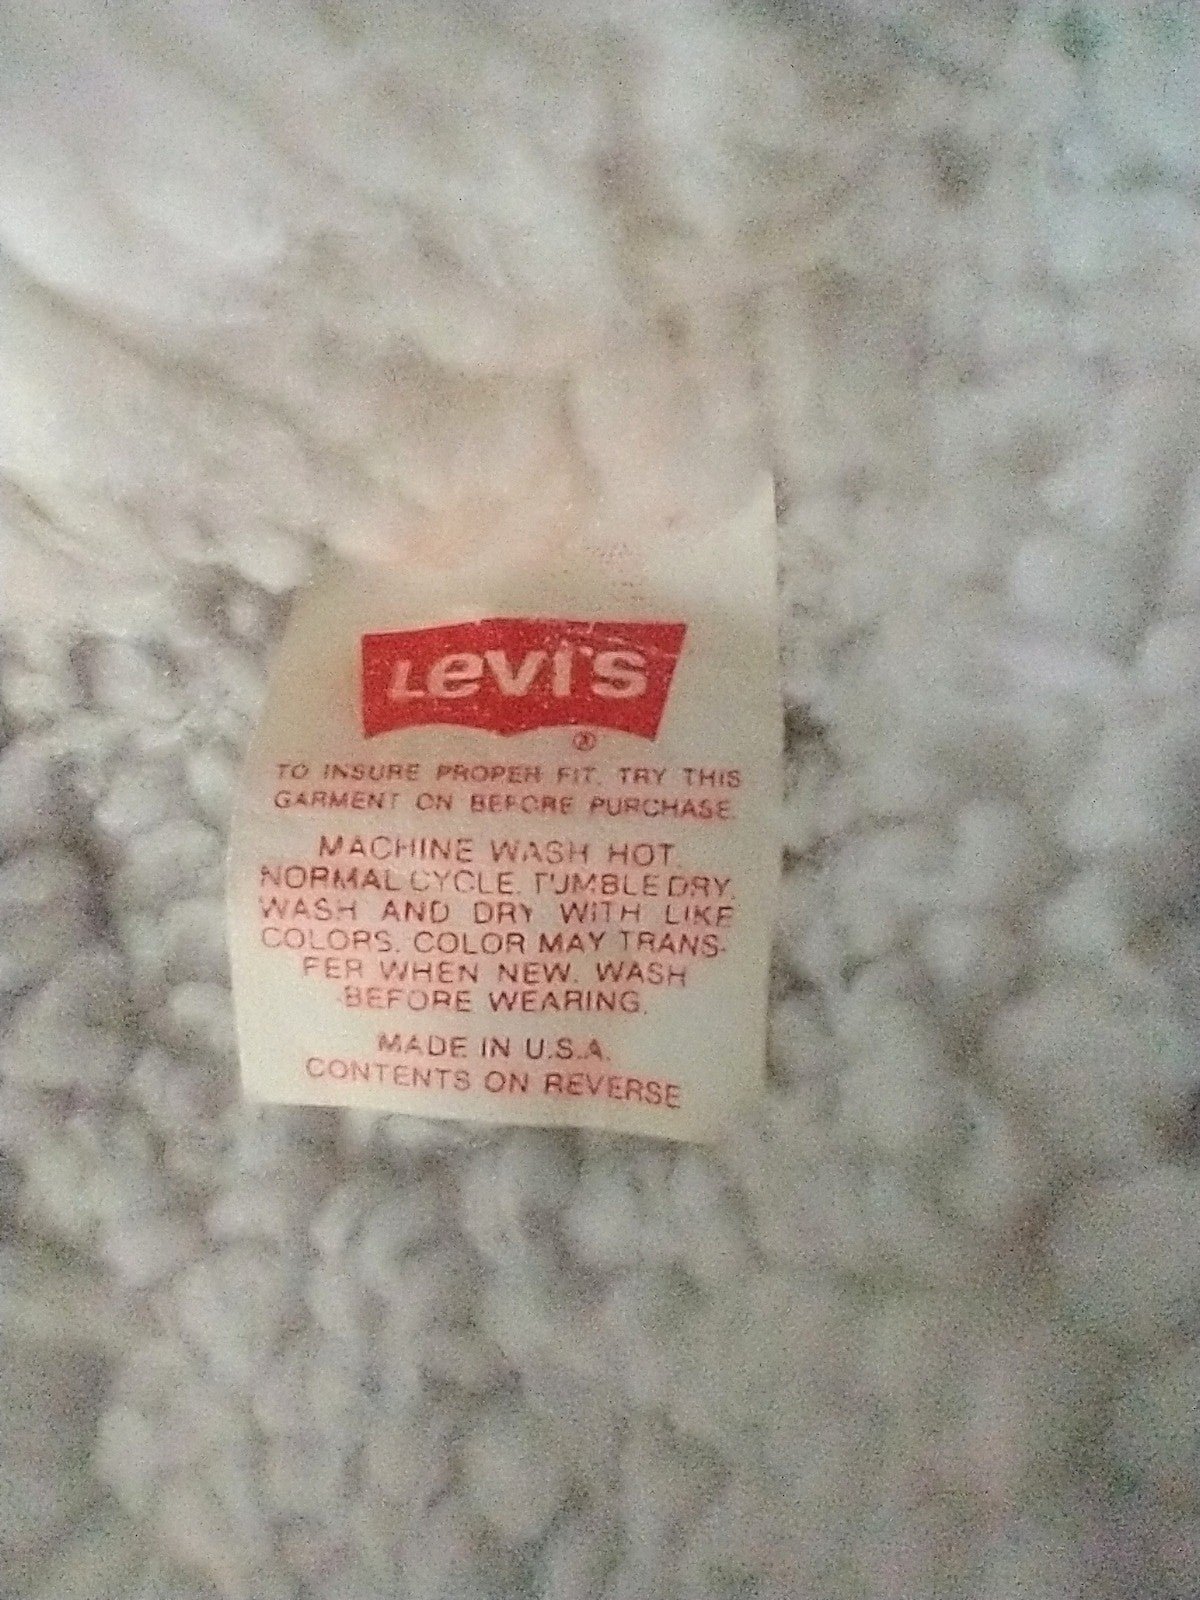 Levi's
®
TO INSURE PROPER FIT, TRY THIS
GARMENT ON BEFORE PURCHASE.
MACHINE WASH HOT.
NORMAL CYCLE. TUMBLE DRY.
WASH AND DRY WITH LIKE
COLORS. COLOR MAY TRANS-
FER WHEN NEW. WASH
BEFORE WEARING.
MADE IN U.S.A.
CONTENTS ON REVERSE